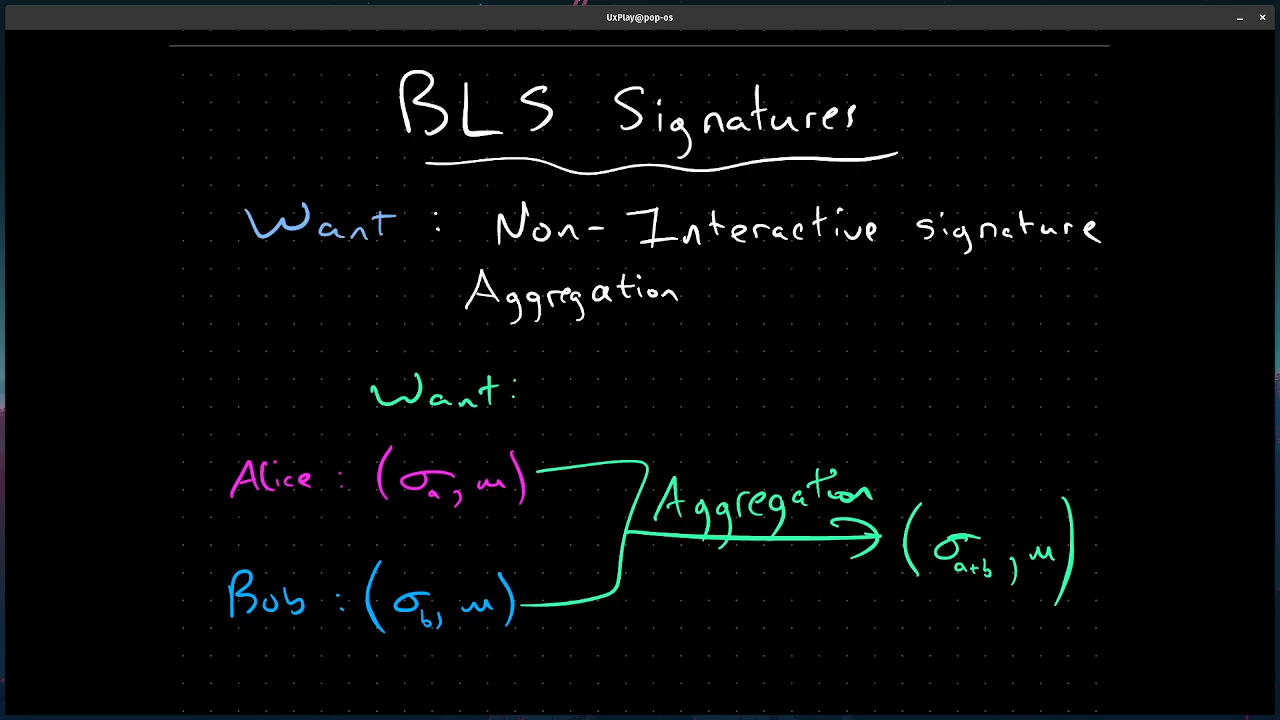 UxPlay@pop-os
BLS Signatures
Want : Non-Interactive signature
Aggregation
Want:
Alice : (σa, m)
Aggregation
(σa+b, m)
Bob : (σb, m)